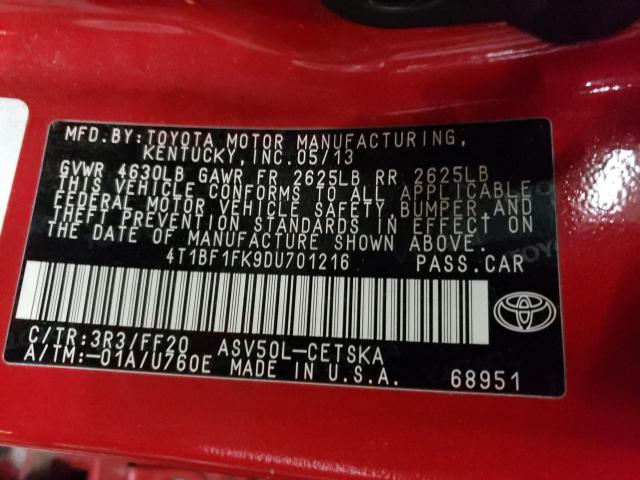 MFD.BY:TOYOTA MOTOR MANUFACTURING,
KENTUCKY,INC.05/13
GVWR 4630LB GAWR FR 2625LB RR 2625LB
THIS VEHICLE CONFORMS TO ALL APPLICABLE
FEDERAL MOTOR VEHICLE SAFETY,BUMPER,AND
THEFT PREVENTION STANDARDS IN EFFECT ON
THE DATE OF MANUFACTURE SHOWN ABOVE.
4T1BF1FK9DU701216 PASS.CAR
C/TR:3R3/FF20 ASV50L-CETSKA
A/TM:-01A/U760E MADE IN U.S.A. 68951